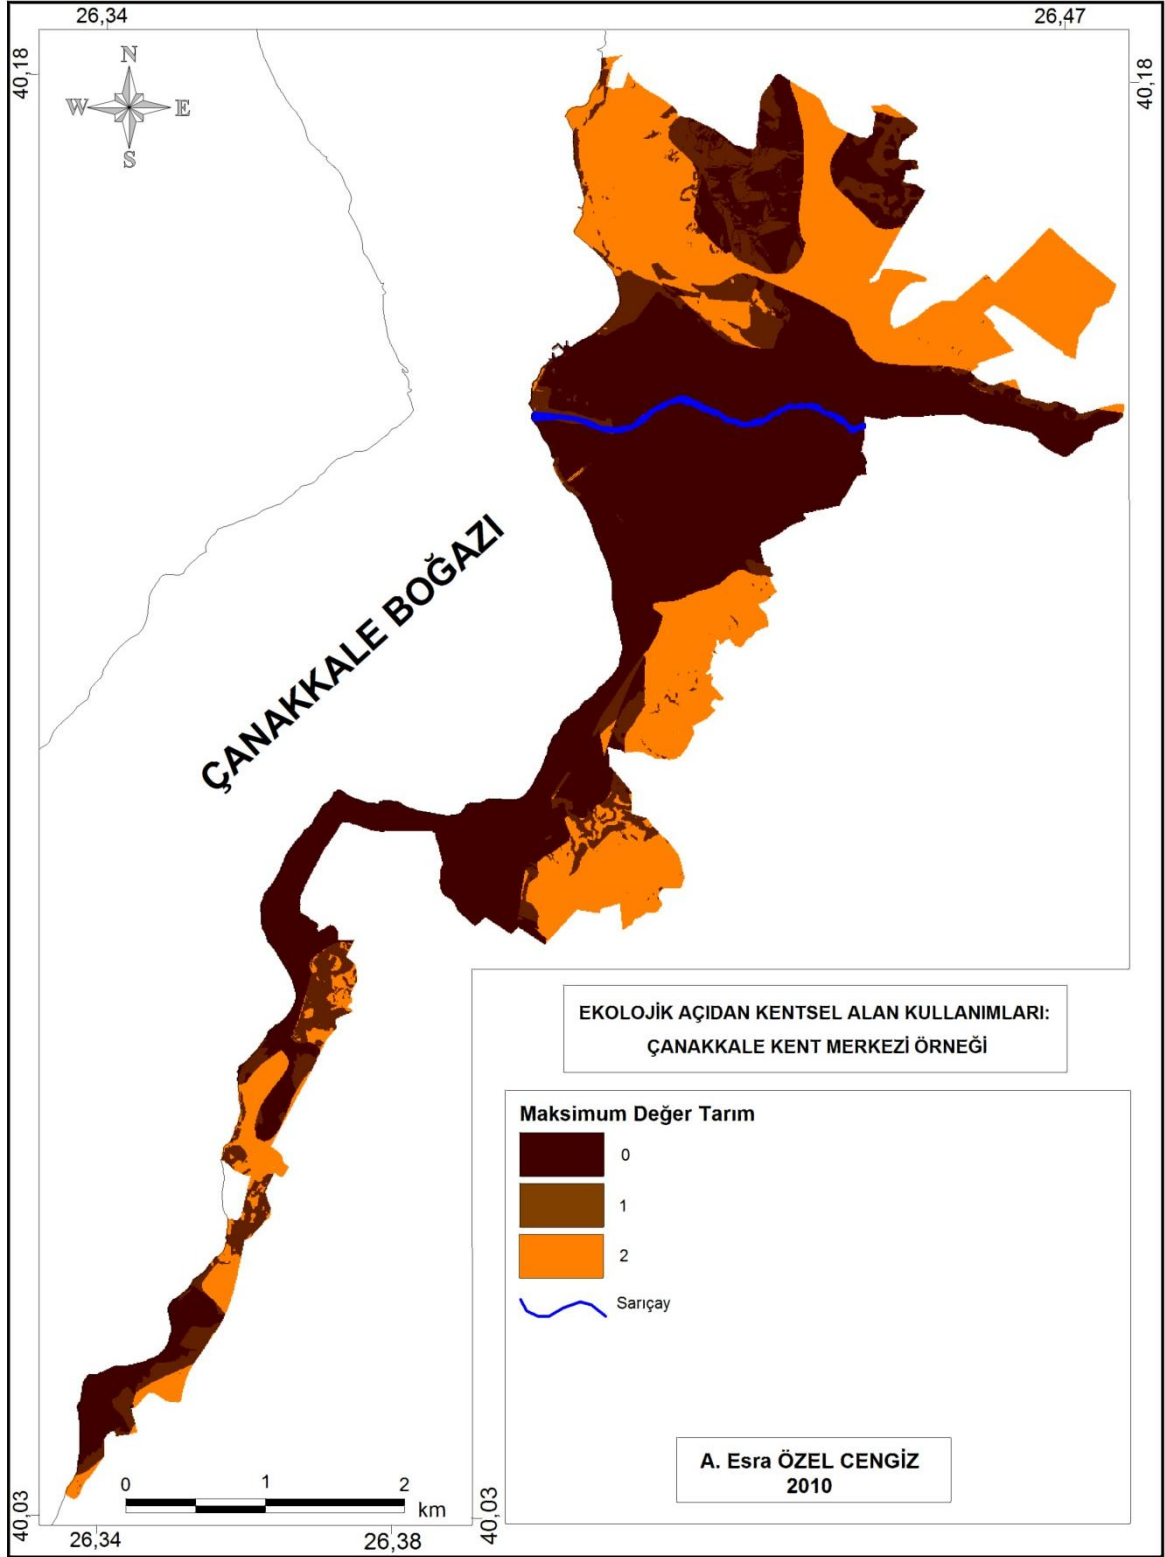 26,34
26,47
40,18
40,18
N
W
E
S
ÇANAKKALE BOĞAZI
EKOLOJİK AÇIDAN KENTSEL ALAN KULLANIMLARI:
ÇANAKKALE KENT MERKEZİ ÖRNEĞİ
Maksimum Değer Tarım
0
1
2
Sarıçay
A. Esra ÖZEL CENGİZ
2010
0
1
2
km
40,03
40,03
26,34
26,38